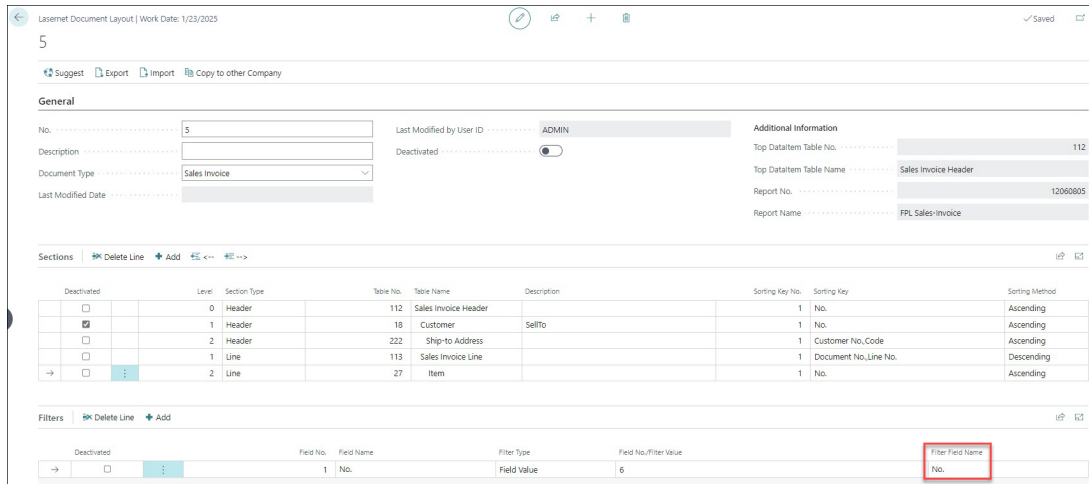 Lasernet Document Layout | Work Date: 1/23/2025
Saved
5
Suggest Export Import Copy to other Company
General
No. 5
Description
Document Type Sales Invoice
Last Modified Date
Last Modified by User ID ADMIN
Deactivated
Additional Information
Top DataItem Table No. 112
Top DataItem Table Name Sales Invoice Header
Report No. 12060805
Report Name FPL Sales-Invoice
Sections Delete Line Add <-- -->
Deactivated Level Section Type Table No. Table Name Description Sorting Key No. Sorting Key Sorting Method
0 Header 112 Sales Invoice Header 1 No. Ascending
1 Header 18 Customer SellTo 1 No. Ascending
2 Header 222 Ship-to Address 1 Customer No.,Code Ascending
1 Line 113 Sales Invoice Line 1 Document No.,Line No. Descending
2 Line 27 Item 1 No. Ascending
Filters Delete Line Add
Deactivated Field No. Field Name Filter Type Field No./Filter Value Filter Field Name
1 No. Field Value 6 No.